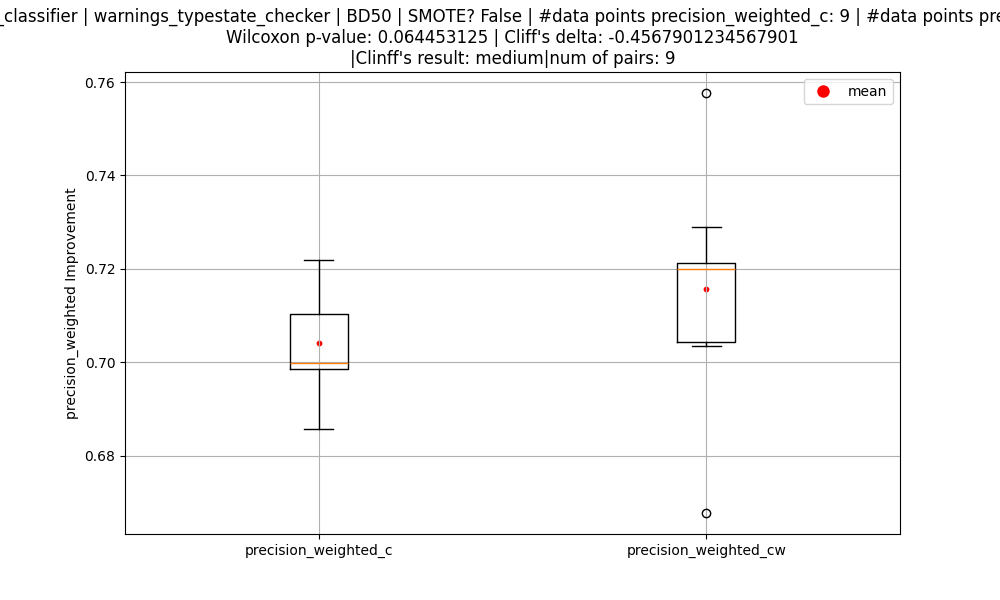 _classifier | warnings_typestate_checker | BD50 | SMOTE? False | #data points precision_weighted_c: 9 | #data points
Wilcoxon p-value: 0.064453125 | Cliff's delta: -0.4567901234567901
|Clinff's result: medium|num of pairs: 9
0.76
mean
0.74
0.72
0.70
0.68
precision_weighted Improvement
precision_weighted_c
precision_weighted_cw